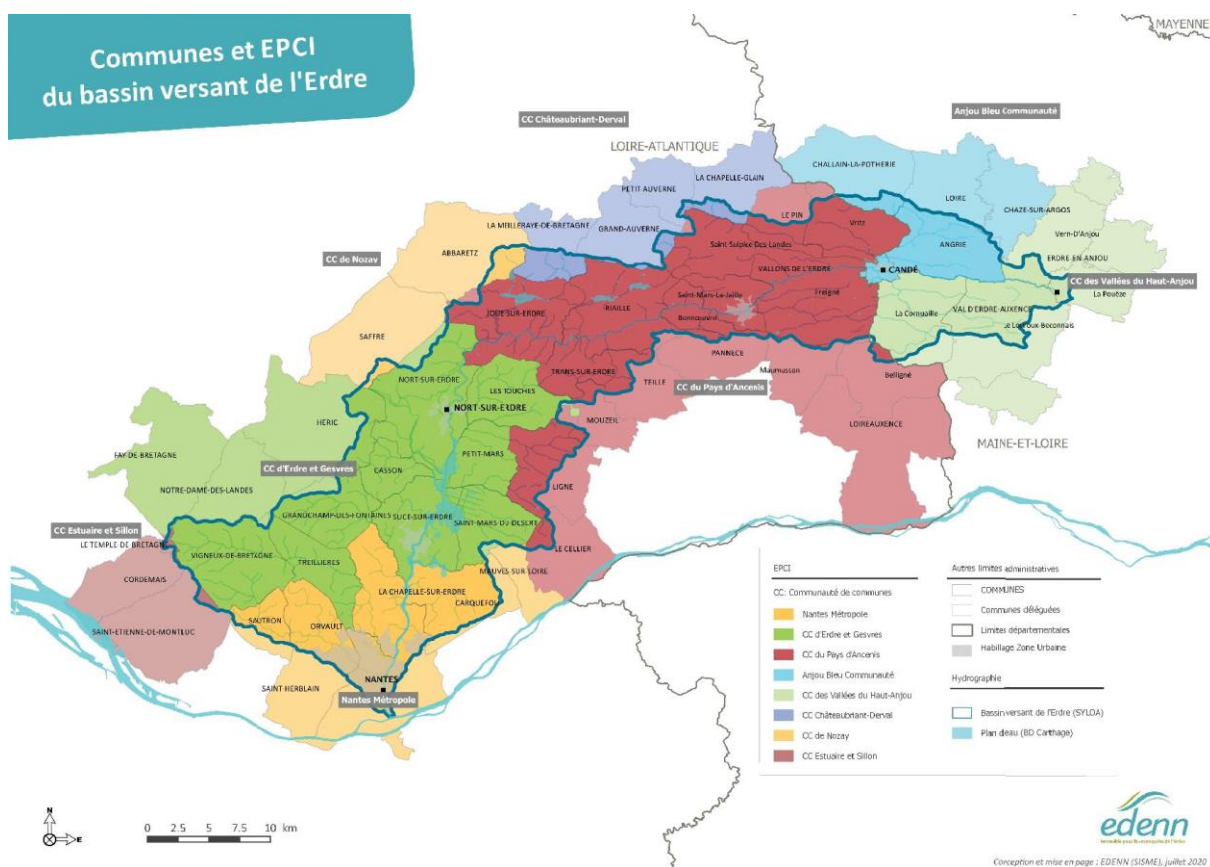 Communes et EPCI
du bassin versant de l'Erdre
MAYENNE
CC Châteaubriant-Derval
Anjou Bleu Communauté
LOIRE-ATLANTIQUE
CHALLAIN-LA-POTHERIE
LA CHAPELLE-GLAIN
PETIT-AUVERNE
LOIRE
CHAZE-SUR-ARGOS
LE PIN
LA MEILLERAYE-DE-BRETAGNE
GRAND-AUVERNE
Vritz
Vern-D'Anjou
Saint-Sulpice Des-Landes
ANGRIE
ABBARETZ
ERDRE-EN-ANJOU
CC de Nozay
VALLONS DE L'ERDRE
CANDÉ
CC des Vallées du Haut-Anjou
Saint-Mars-La-Jaille
Freigné
La Pouëze
RIAILLE
JOUE-SUR-ERDRE
Bonnoeuvre
La Cornuaille
VAL D'ERDRE-AUXENCE
Le Louroux-Beconnais
SAFFRE
PANNECE
TRANS-SUR-ERDRE
Maumusson
Belligné
NORT-SUR-ERDRE
TEILLE
CC du Pays d'Ancenis
LES TOUCHES
NORT-SUR-ERDRE
MOUZEIL
HERIC
LOIREAUXENCE
MAINE-ET-LOIRE
FAY-DE-BRETAGNE
PETIT-MARS
CC d'Erdre et Gesvres
CASSON
LIGNE
NOTRE-DAME-DES-LANDES
GRANDCHAMP-DES-FONTAINES
SUCE-SUR-ERDRE
SAINT-MARS-DU-DESERT
CC Estuaire et Sillon
LE TEMPLE DE BRETAGNE
VIGNEUX-DE-BRETAGNE
LE CELLIER
TREILLIERES
CORDEMAIS
MAUVES SUR LOIRE
LA CHAPELLE-SUR-ERDRE
CARQUEFOU
SAUTRON
ORVAULT
SAINT-ETIENNE-DE-MONTLUC
NANTES
SAINT HERBLAIN
Nantes Métropole
EPCI
CC: Communauté de communes
Nantes Métropole
CC d'Erdre et Gesvres
CC du Pays d'Ancenis
Anjou Bleu Communauté
CC des Vallées du Haut-Anjou
CC Châteaubriant-Derval
CC de Nozay
CC Estuaire et Sillon
Autres limites administratives
COMMUNES
Communes déléguées
Limites départementales
Habillage Zone Urbaine
Hydrographie
Bassin versant de l'Erdre (SYLOA)
Plan d'eau (BD Carthage)
N
E
0 2.5 5 7.5 10 km
edenn
Conception et mise en page : EDENN (SISME), juillet 2020